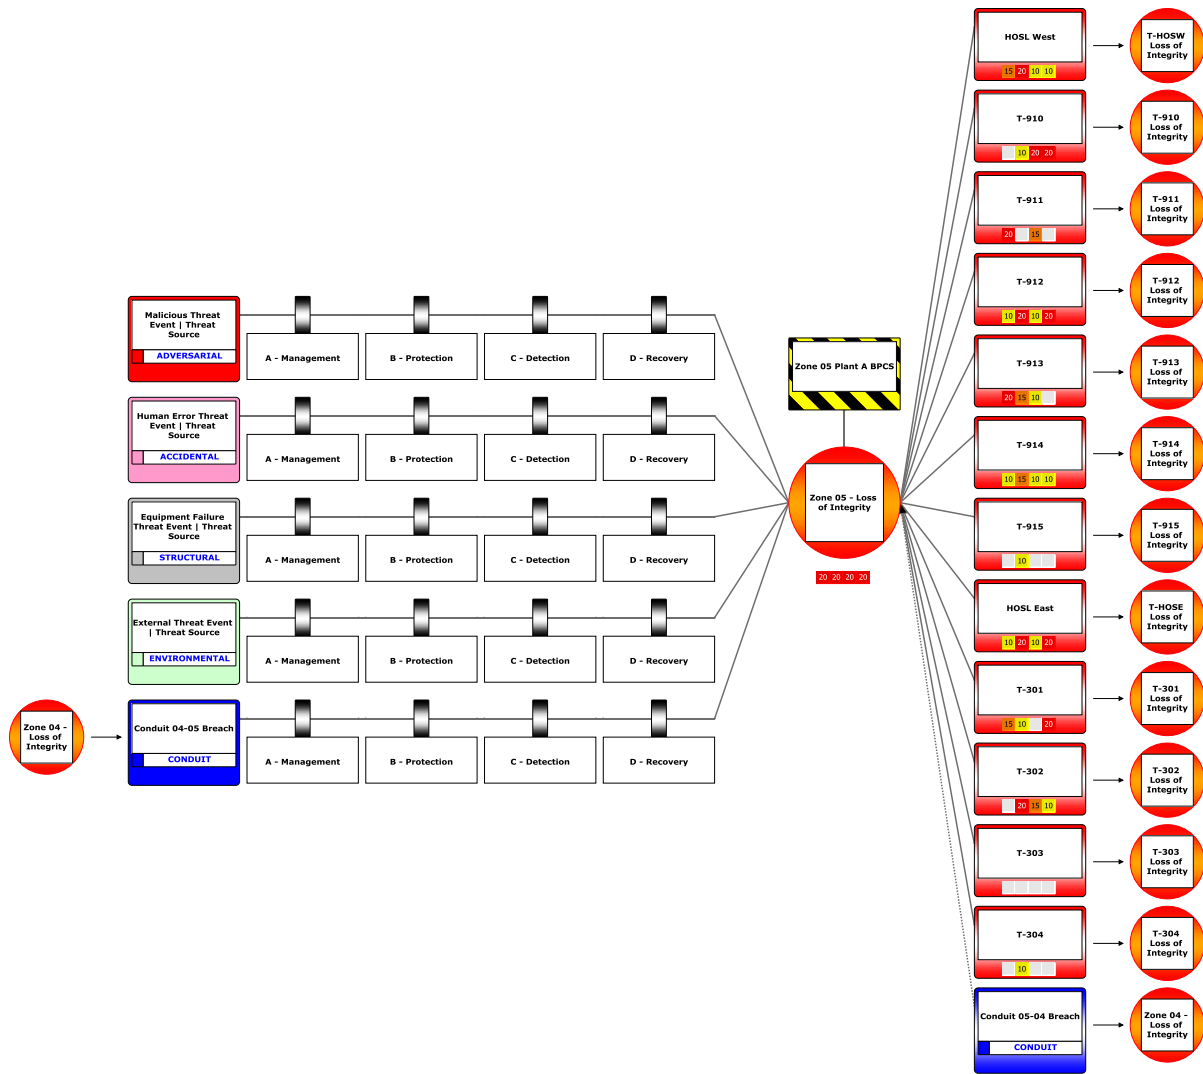 Zone 04 -
Loss of
Integrity
Malicious Threat
Event | Threat
Source
ADVERSARIAL
A - Management
B - Protection
C - Detection
D - Recovery
Human Error Threat
Event | Threat
Source
ACCIDENTAL
A - Management
B - Protection
C - Detection
D - Recovery
Equipment Failure
Threat Event | Threat
Source
STRUCTURAL
A - Management
B - Protection
C - Detection
D - Recovery
External Threat Event
| Threat Source
ENVIRONMENTAL
A - Management
B - Protection
C - Detection
D - Recovery
Conduit 04-05 Breach
CONDUIT
A - Management
B - Protection
C - Detection
D - Recovery
Zone 05 Plant A BPCS
Zone 05 - Loss
of Integrity
20 20 20 20
HOSL West
15 20 10 10
T-HOSW
Loss of
Integrity
T-910
10 20 20
T-910
Loss of
Integrity
T-911
20 15
T-911
Loss of
Integrity
T-912
10 20 10 20
T-912
Loss of
Integrity
T-913
20 15 10
T-913
Loss of
Integrity
T-914
10 15 10 10
T-914
Loss of
Integrity
T-915
10
T-915
Loss of
Integrity
HOSL East
10 20 10 20
T-HOSE
Loss of
Integrity
T-301
15 10 20
T-301
Loss of
Integrity
T-302
20 15 10
T-302
Loss of
Integrity
T-303
T-303
Loss of
Integrity
T-304
10
T-304
Loss of
Integrity
Conduit 05-04 Breach
CONDUIT
Zone 04 -
Loss of
Integrity